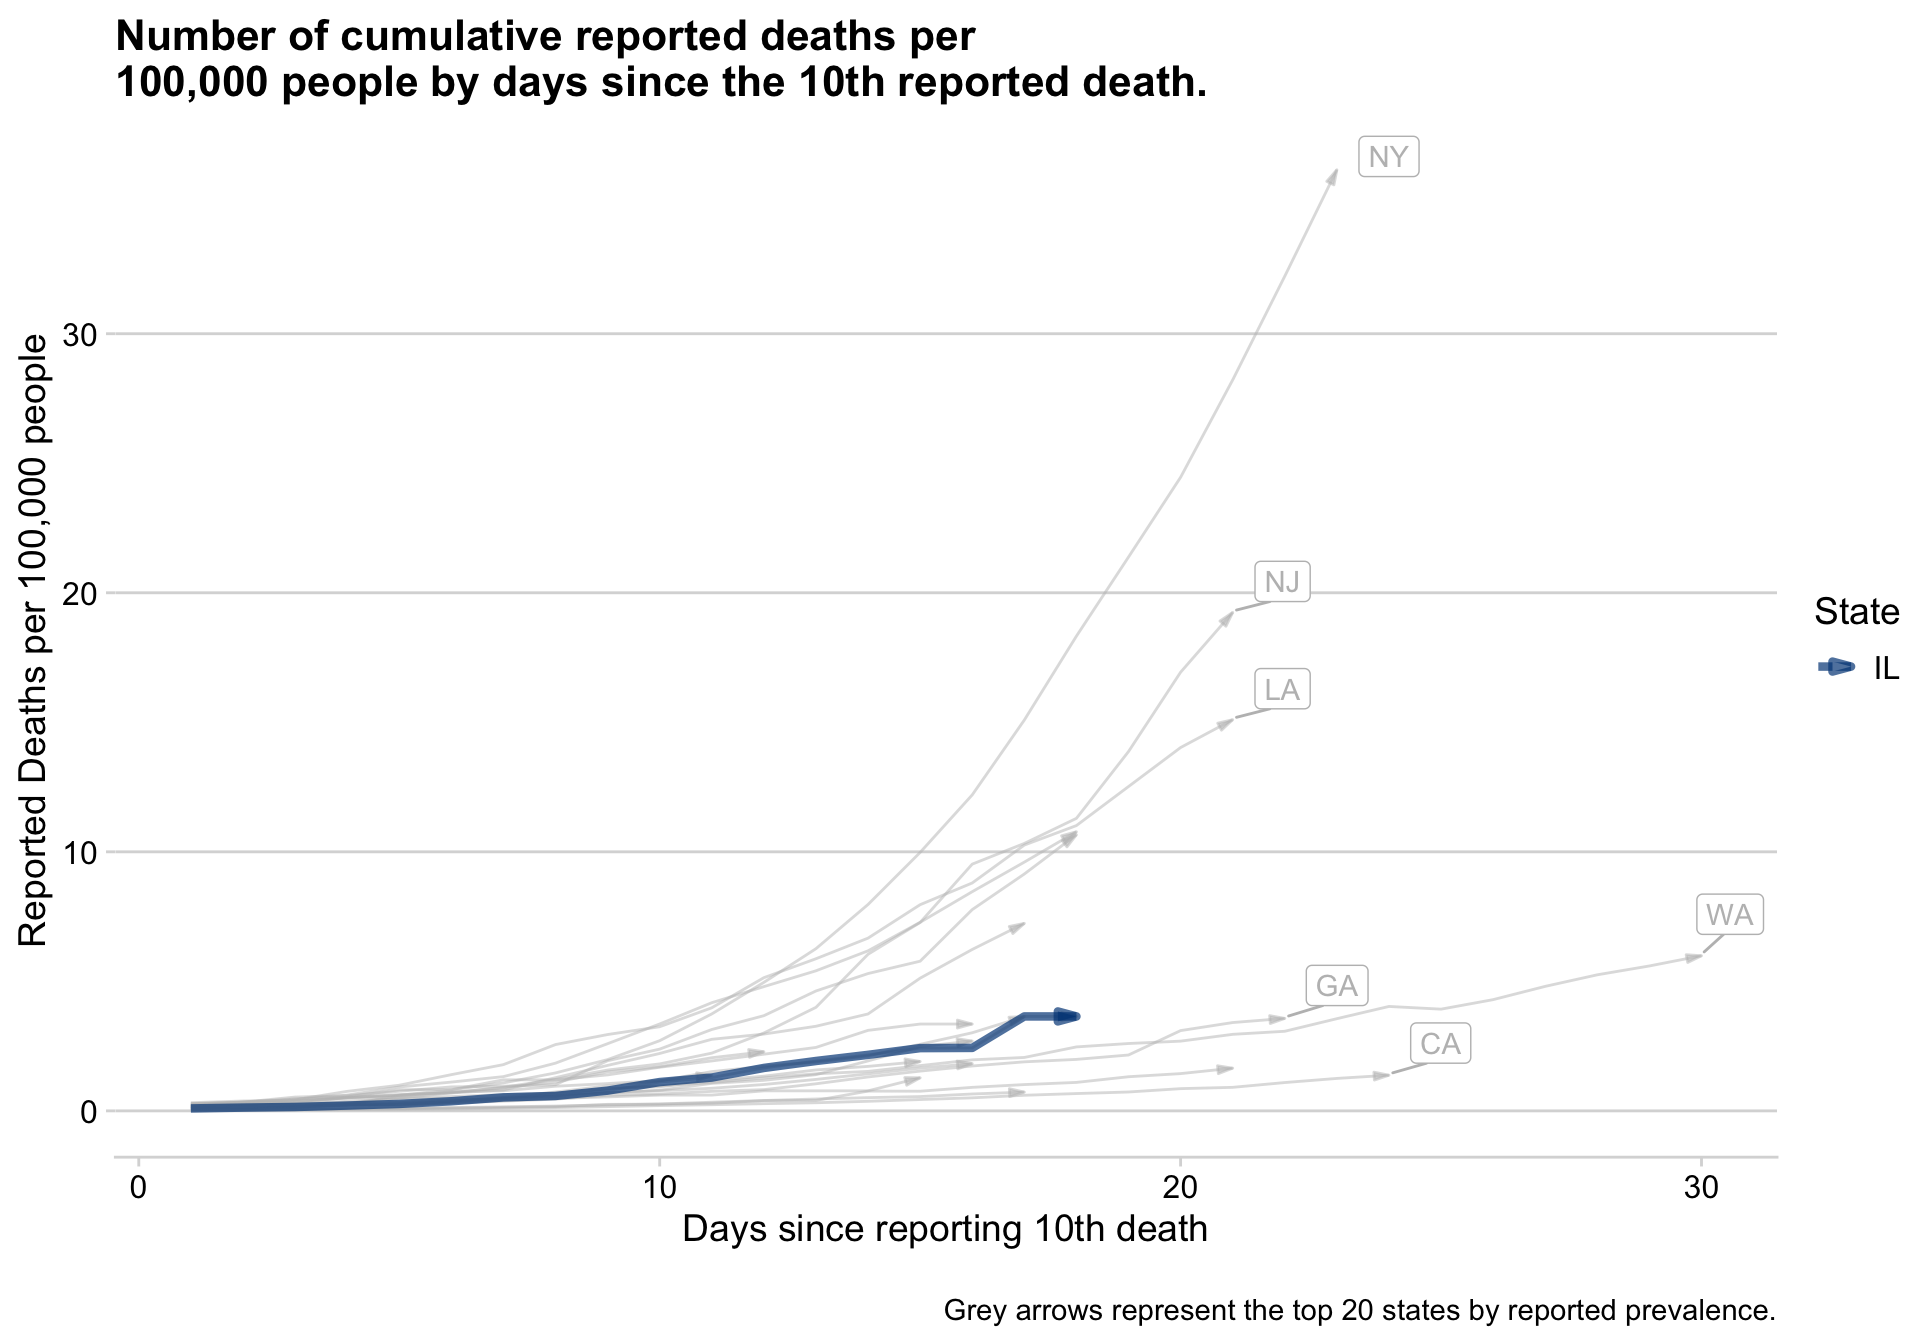 Number of cumulative reported deaths per
100,000 people by days since the 10th reported death.
NY
30
NJ
20
LA
State
IL
10
WA
GA
CA
0
Reported Deaths per 100,000 people
0 10 20 30
Days since reporting 10th death
Grey arrows represent the top 20 states by reported prevalence.